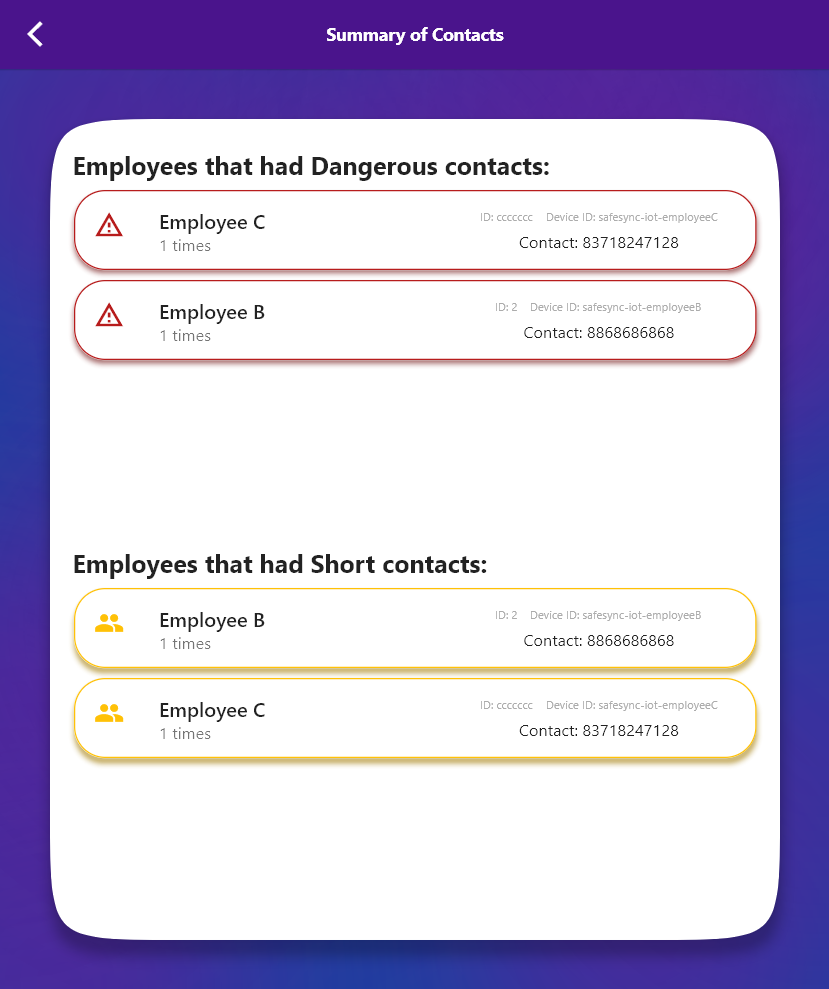 Summary of Contacts
Employees that had Dangerous contacts:
Employee C
1 times
ID: ccccccc Device ID: safesync-iot-employeeC
Contact: 83718247128
Employee B
1 times
ID: 2 Device ID: safesync-iot-employeeB
Contact: 8868686868
Employees that had Short contacts:
Employee B
1 times
ID: 2 Device ID: safesync-iot-employeeB
Contact: 8868686868
Employee C
1 times
ID: ccccccc Device ID: safesync-iot-employeeC
Contact: 83718247128